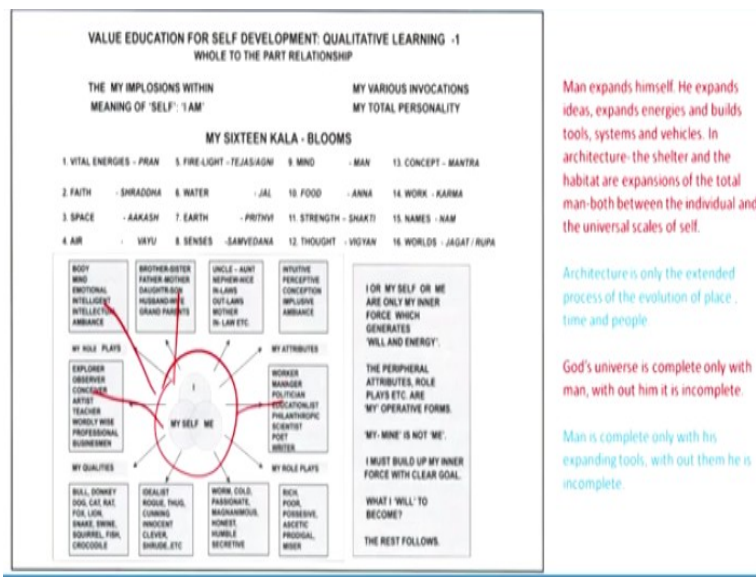 VALUE EDUCATION FOR SELF DEVELOPMENT: QUALITATIVE LEARNING -1
WHOLE TO THE PART RELATIONSHIP
THE MY IMPLOSIONS WITHIN
MEANING OF 'SELF': 'I AM'
MY VARIOUS INVOCATIONS
MY TOTAL PERSONALITY
MY SIXTEEN KALA - BLOOMS
1. VITAL ENERGIES - PRAN 5. FIRE-LIGHT - TEJAS/AGNI 9. MIND - MAN 13. CONCEPT - MANTRA
2. FAITH - SHRADDHA 6. WATER - JAL 10. FOOD - ANNA 14. WORK - KARMA
3. SPACE - AAKASH 7. EARTH - PRITHVI 11. STRENGTH - SHAKTI 15. NAMES - NAM
4. AIR - VAYU 8. SENSES -SAMVEDANA 12. THOUGHT - VIGYAN 16. WORLDS - JAGAT / RUPA
BODY
MIND
EMOTIONAL
INTELLIGENT
INTELLECTUAL
AMBIANCE
BROTHER-SISTER
FATHER-MOTHER
DAUGHTR-SON
HUSBAND-WIFE
GRAND PARENTS
UNCLE - AUNT
NEPHEW-NICE
IN-LAWS
OUT-LAWS
MOTHER
IN- LAW ETC.
INTUITIVE
PERCEPTIVE
CONCEPTION
IMPLUSIVE
AMBIANCE
MY ROLE PLAYS
MY ATTRIBUTES
EXPLORER
OBSERVER
CONCEIVER
ARTIST
TEACHER
WORDLY WISE
PROFESSIONAL
BUSINESMEN
I
MY SELF ME
WORKER
MANAGER
POLITICIAN
EDUCATIONLIST
PHILANTHROPIC
SCIENTIST
POET
WRITER
MY QUALITIES
MY ROLE PLAYS
BULL, DONKEY
DOG, CAT, RAT,
FOX, LION,
SNAKE, SWINE,
SQUIRREL, FISH,
CROCODILE
IDEALIST
ROGUE, THUG,
CUNNING
INNOCENT
CLEVER,
SHRUDE, ETC
WORM, COLD,
PASSIONATE,
MAGNANIMOUS,
HONEST,
HUMBLE
SECRETIVE
RICH,
POOR,
POSSESIVE,
ASCETIC
PRODIGAL,
MISER
I OR MY SELF OR ME
ARE ONLY MY INNER
FORCE WHICH
GENERATES
'WILL AND ENERGY'.
THE PERIPHERAL
ATTRIBUTES, ROLE
PLAYS ETC. ARE
'MY' OPERATIVE FORMS.
'MY- MINE' IS NOT 'ME'.
I MUST BUILD UP MY INNER
FORCE WITH CLEAR GOAL.
WHAT I 'WILL' TO
BECOME?
THE REST FOLLOWS.
Man expands himself. He expands
ideas, expands energies and builds
tools, systems and vehicles. In
architecture- the shelter and the
habitat are expansions of the total
man-both between the individual and
the universal scales of self.
Architecture is only the extended
process of the evolution of place ,
time and people.
God's universe is complete only with
man, with out him it is incomplete.
Man is complete only with his
expanding tools, with out them he is
incomplete.